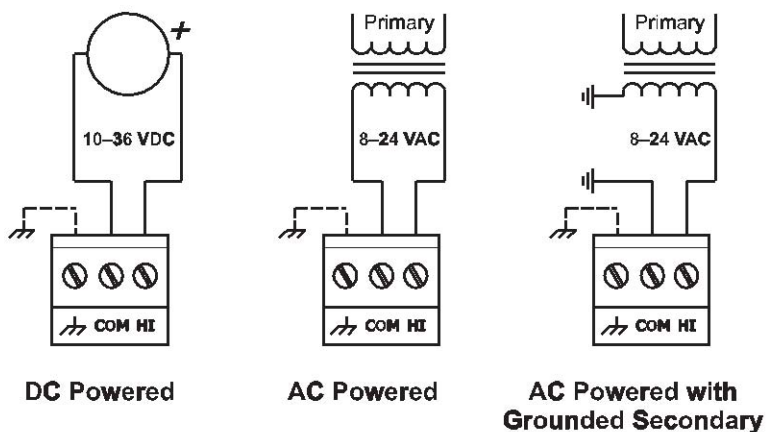 +
10–36 VDC
COM HI
DC Powered
Primary
8–24 VAC
COM HI
AC Powered
Primary
8–24 VAC
COM HI
AC Powered with
Grounded Secondary